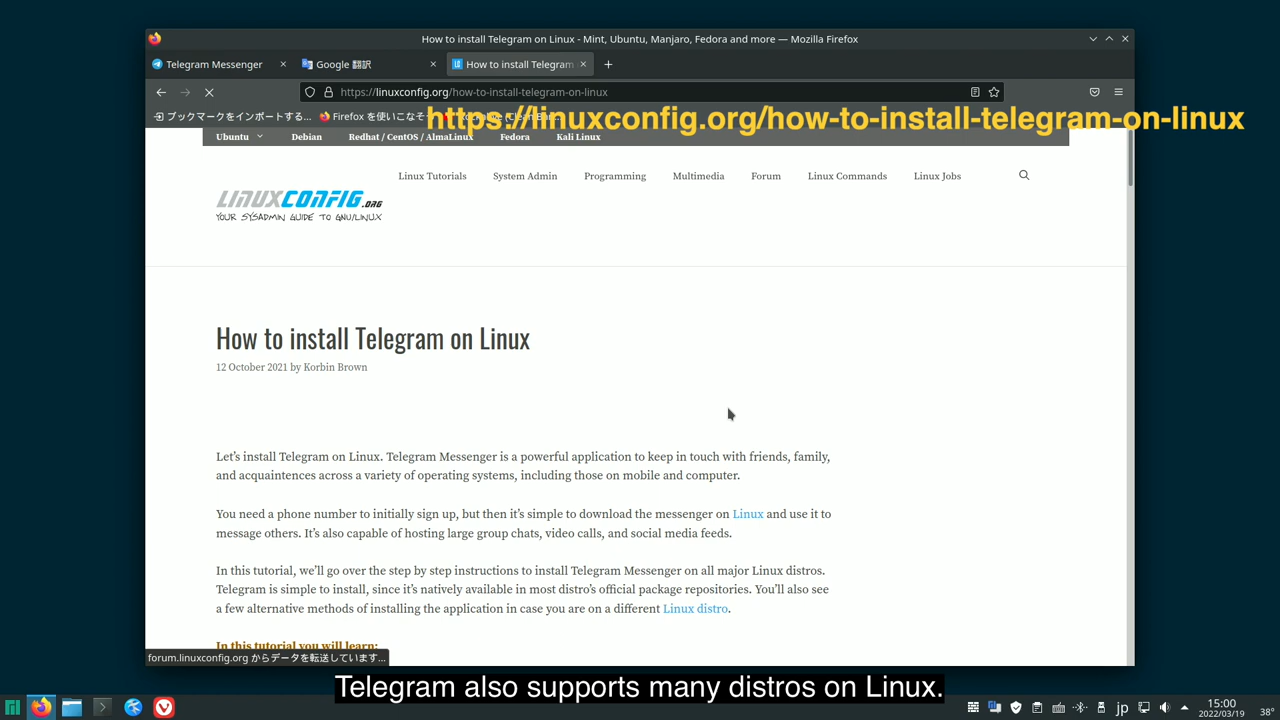 How to install Telegram on Linux - Mint, Ubuntu, Manjaro, Fedora and more — Mozilla Firefox
Telegram Messenger
Google 翻訳
How to install Telegram
https://linuxconfig.org/how-to-install-telegram-on-linux
ブックマークをインポートする...
Firefox を使いこなそ
https://linuxconfig.org/how-to-install-telegram-on-linux
Ubuntu Debian Redhat / CentOS / AlmaLinux Fedora Kali Linux
Linux Tutorials System Admin Programming Multimedia Forum Linux Commands Linux Jobs
LINUXCONFIG.ORG
YOUR SYSADMIN GUIDE TO GNU/LINUX
How to install Telegram on Linux
12 October 2021 by Korbin Brown
Let's install Telegram on Linux. Telegram Messenger is a powerful application to keep in touch with friends, family,
and acquaintences across a variety of operating systems, including those on mobile and computer.
You need a phone number to initially sign up, but then it's simple to download the messenger on Linux and use it to
message others. It's also capable of hosting large group chats, video calls, and social media feeds.
In this tutorial, we'll go over the step by step instructions to install Telegram Messenger on all major Linux distros.
Telegram is simple to install, since it's natively available in most distro's official package repositories. You'll also see
a few alternative methods of installing the application in case you are on a different Linux distro.
In this tutorial you will learn:
forum.linuxconfig.org からデータを転送しています...
Telegram also supports many distros on Linux.
jp
15:00
2022/03/19
38°